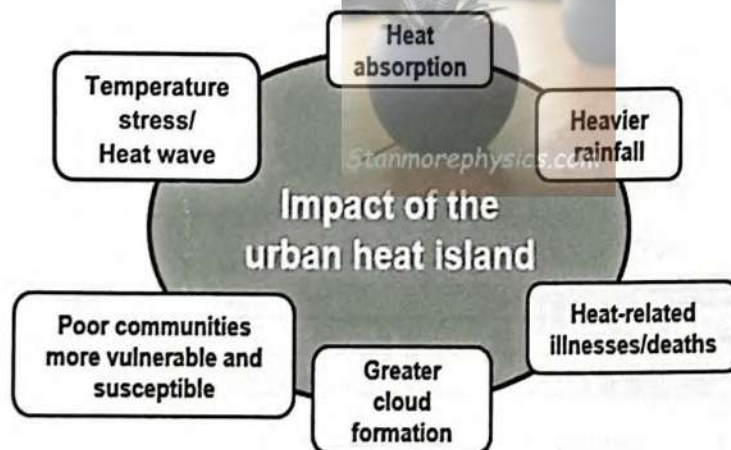 Heat
absorption
Temperature
stress/
Heat wave
Heavier
rainfall
Stanmorephysics.com
Impact of the
urban heat island
Poor communities
more vulnerable and
susceptible
Heat-related
illnesses/deaths
Greater
cloud
formation